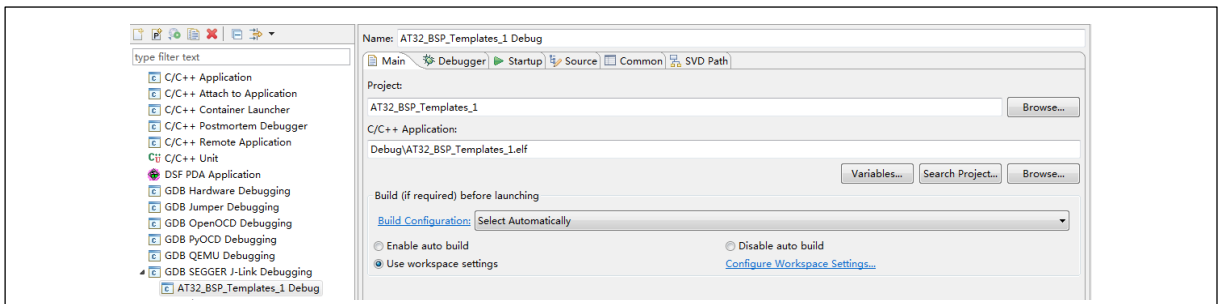 type filter text
C/C++ Application
C/C++ Attach to Application
C/C++ Container Launcher
C/C++ Postmortem Debugger
C/C++ Remote Application
C/C++ Unit
DSF PDA Application
GDB Hardware Debugging
GDB Jumper Debugging
GDB OpenOCD Debugging
GDB PyOCD Debugging
GDB QEMU Debugging
GDB SEGGER J-Link Debugging
AT32_BSP_Templates_1 Debug
Name: AT32_BSP_Templates_1 Debug
Main Debugger Startup Source Common SVD Path
Project:
AT32_BSP_Templates_1 Browse...
C/C++ Application:
Debug\AT32_BSP_Templates_1.elf
Variables... Search Project... Browse...
Build (if required) before launching
Build Configuration: Select Automatically
Enable auto build Disable auto build
Use workspace settings Configure Workspace Settings...